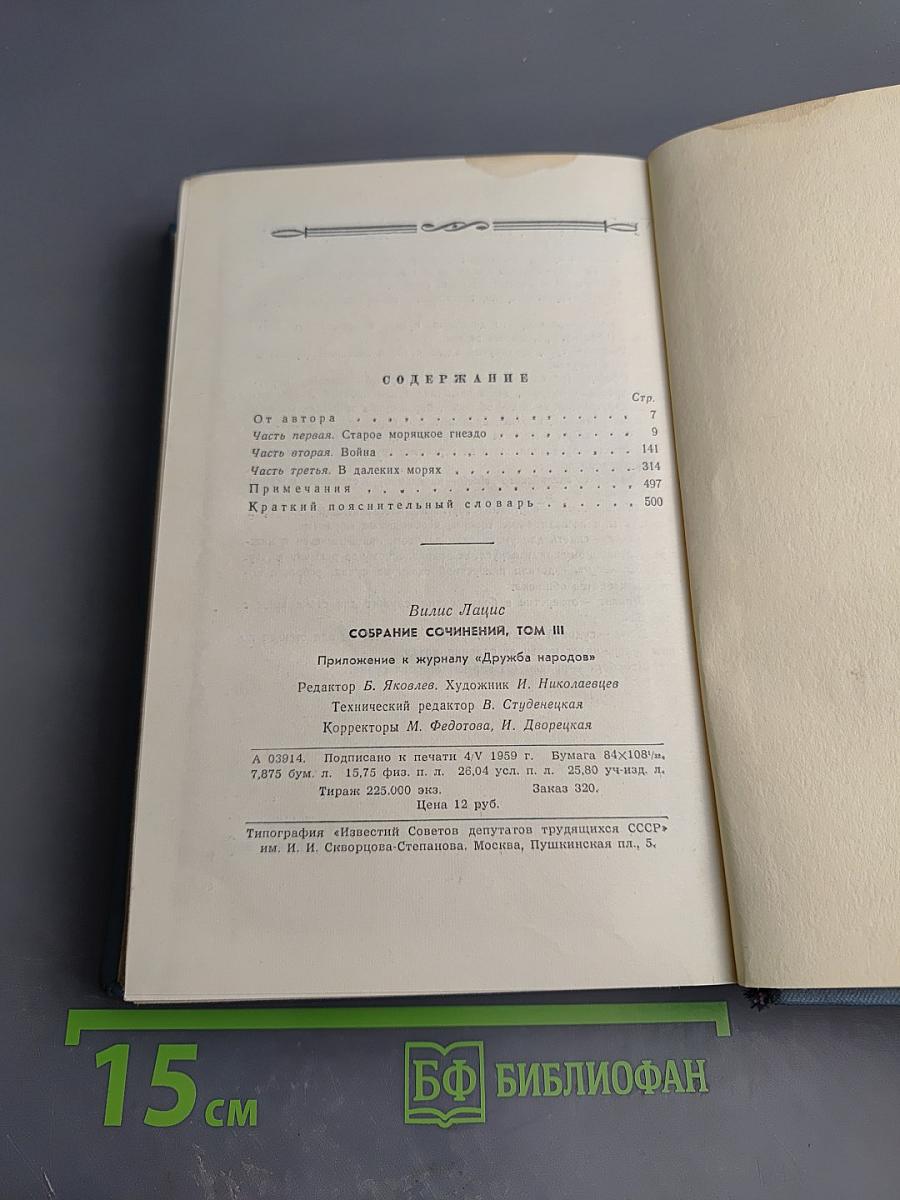 СОДЕРЖАНИЕ
Стр.
От автора . . . . . . . . . . . . . . . . . . 7
Часть первая. Старое моряцкое гнездо . . . . . . . . . 9
Часть вторая. Война . . . . . . . . . . . . . . . . 141
Часть третья. В далеких морях . . . . . . . . . . . . 314
Примечания . . . . . . . . . . . . . . . . . 497
Краткий пояснительный словарь . . . . . . 500
Вилис Лацис
СОБРАНИЕ СОЧИНЕНИЙ, ТОМ III
Приложение к журналу «Дружба народов»
Редактор Б. Яковлев. Художник И. Николаевцев
Технический редактор В. Студенецкая
Корректоры М. Федотова, И. Дворецкая
А 03914. Подписано к печати 4/V 1959 г. Бумага 84×108¹/₃₂.
7,875 бум. л. 15,75 физ. п. л. 26,04 усл. п. л. 25,80 уч-изд. л.
Тираж 225.000 экз. Заказ 320.
Цена 12 руб.
Типография «Известий Советов депутатов трудящихся СССР»
им. И. И. Скворцова-Степанова. Москва, Пушкинская пл., 5.
15 см
БФ БИБЛИОФАН